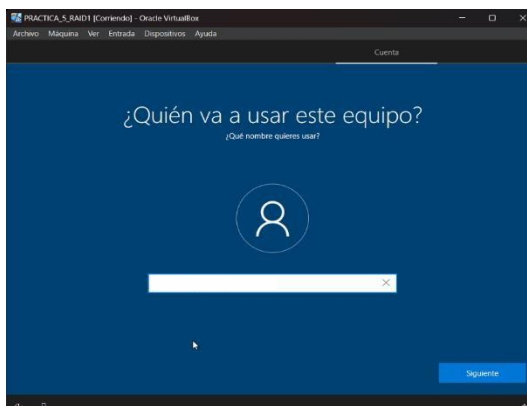 PRACTICA_5_RAID1 [Corriendo] - Oracle VirtualBox
Archivo Máquina Ver Entrada Dispositivos Ayuda
Cuenta
¿Quién va a usar este equipo?
¿Qué nombre quieres usar?
Siguiente